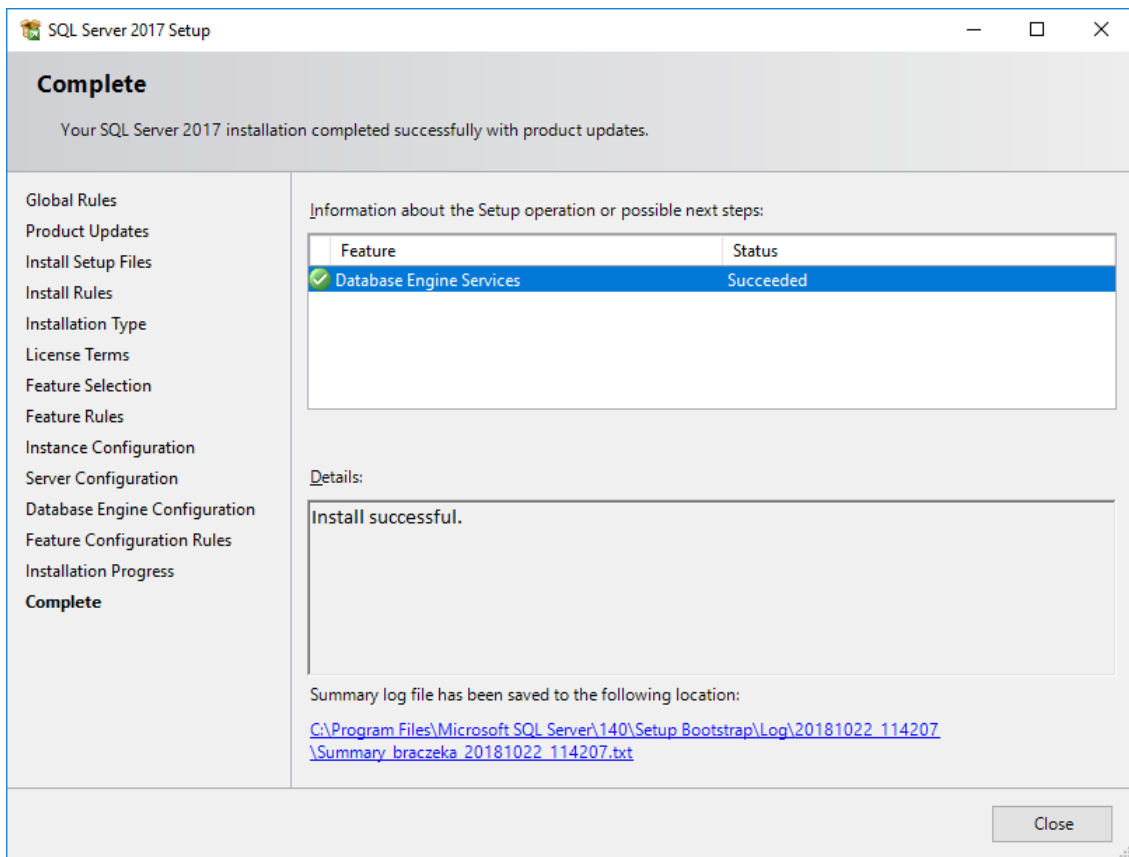 SQL Server 2017 Setup
Complete
Your SQL Server 2017 installation completed successfully with product updates.
Global Rules
Product Updates
Install Setup Files
Install Rules
Installation Type
License Terms
Feature Selection
Feature Rules
Instance Configuration
Server Configuration
Database Engine Configuration
Feature Configuration Rules
Installation Progress
Complete
Information about the Setup operation or possible next steps:
Feature Status
Database Engine Services Succeeded
Details:
Install successful.
Summary log file has been saved to the following location:
C:\Program Files\Microsoft SQL Server\140\Setup Bootstrap\Log\20181022_114207
\Summary_braczeka_20181022_114207.txt
Close